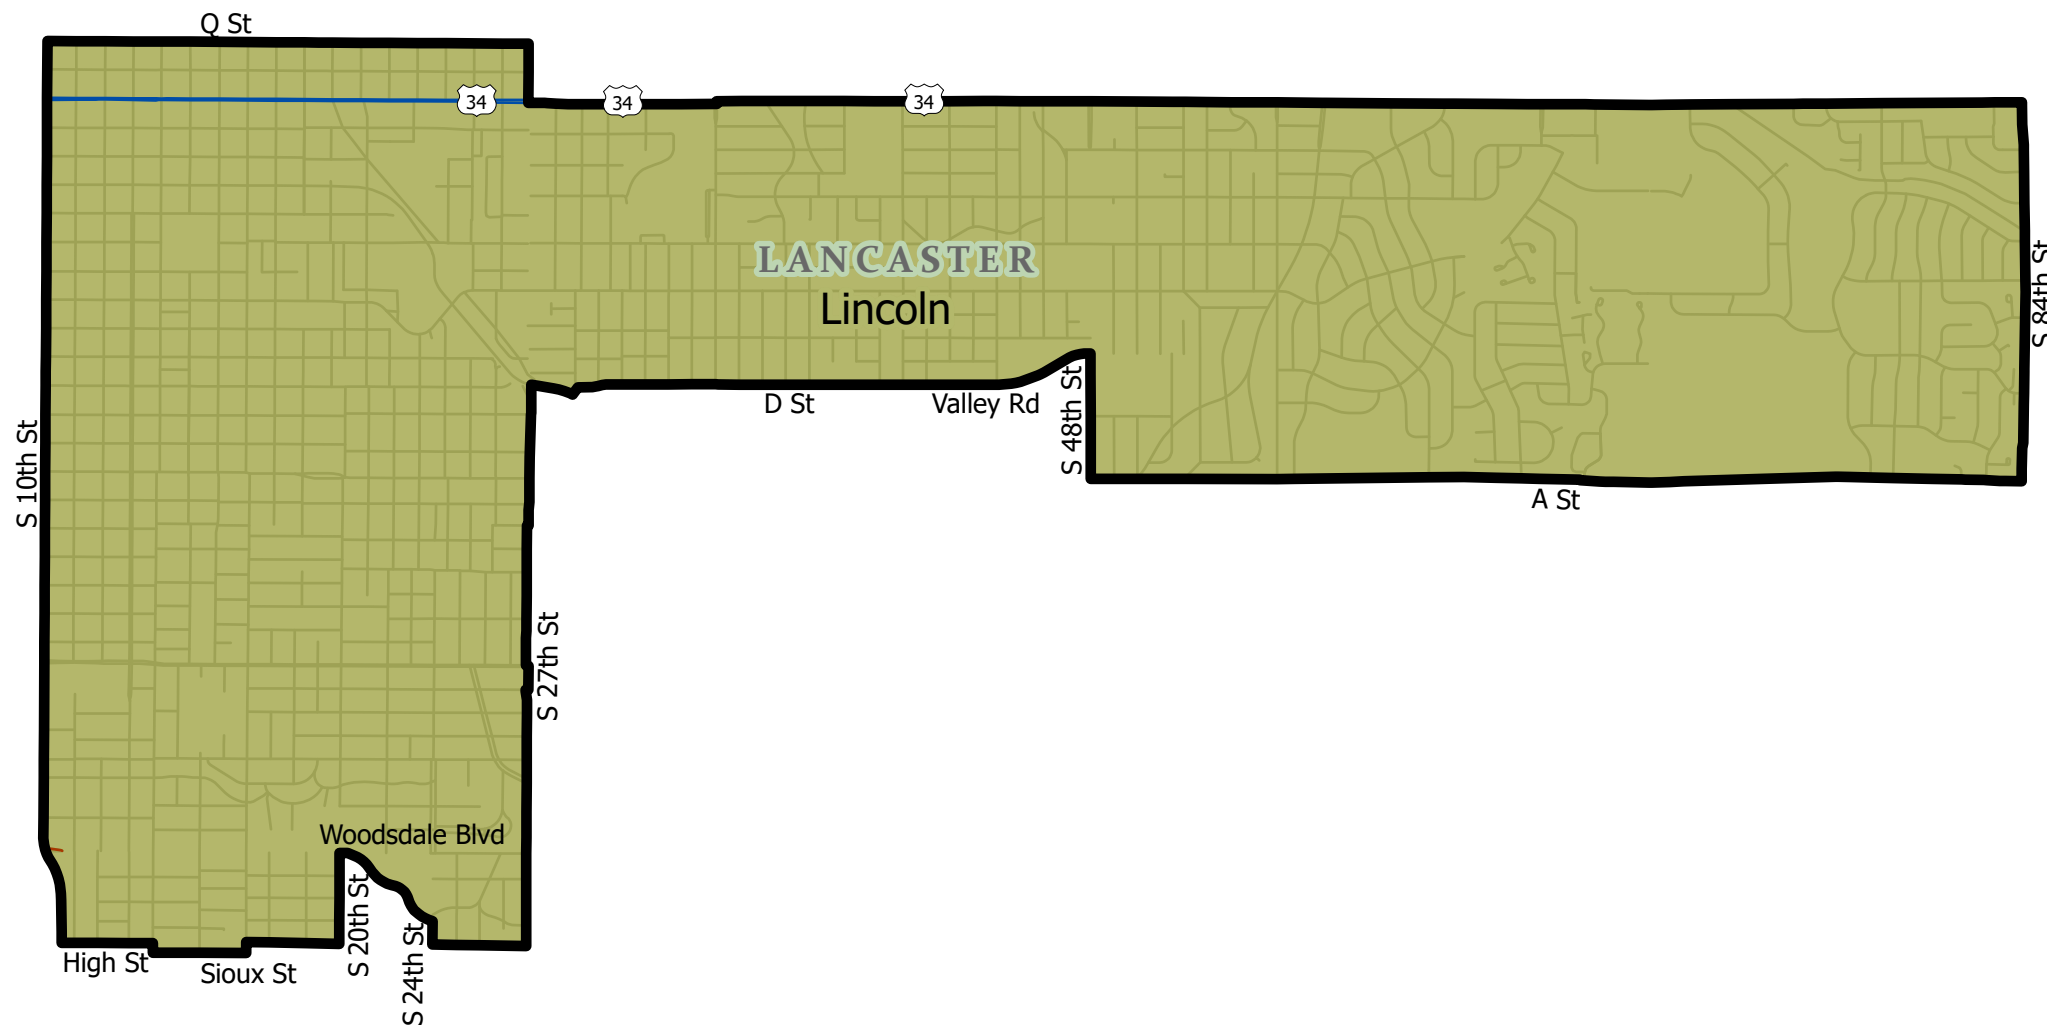 Q St
34
34
34
LANCASTER
Lincoln
S 84th St
D St
Valley Rd
S 48th St
S 10th St
A St
S 27th St
Woodsdale Blvd
S 20th St
S 24th St
High St
Sioux St